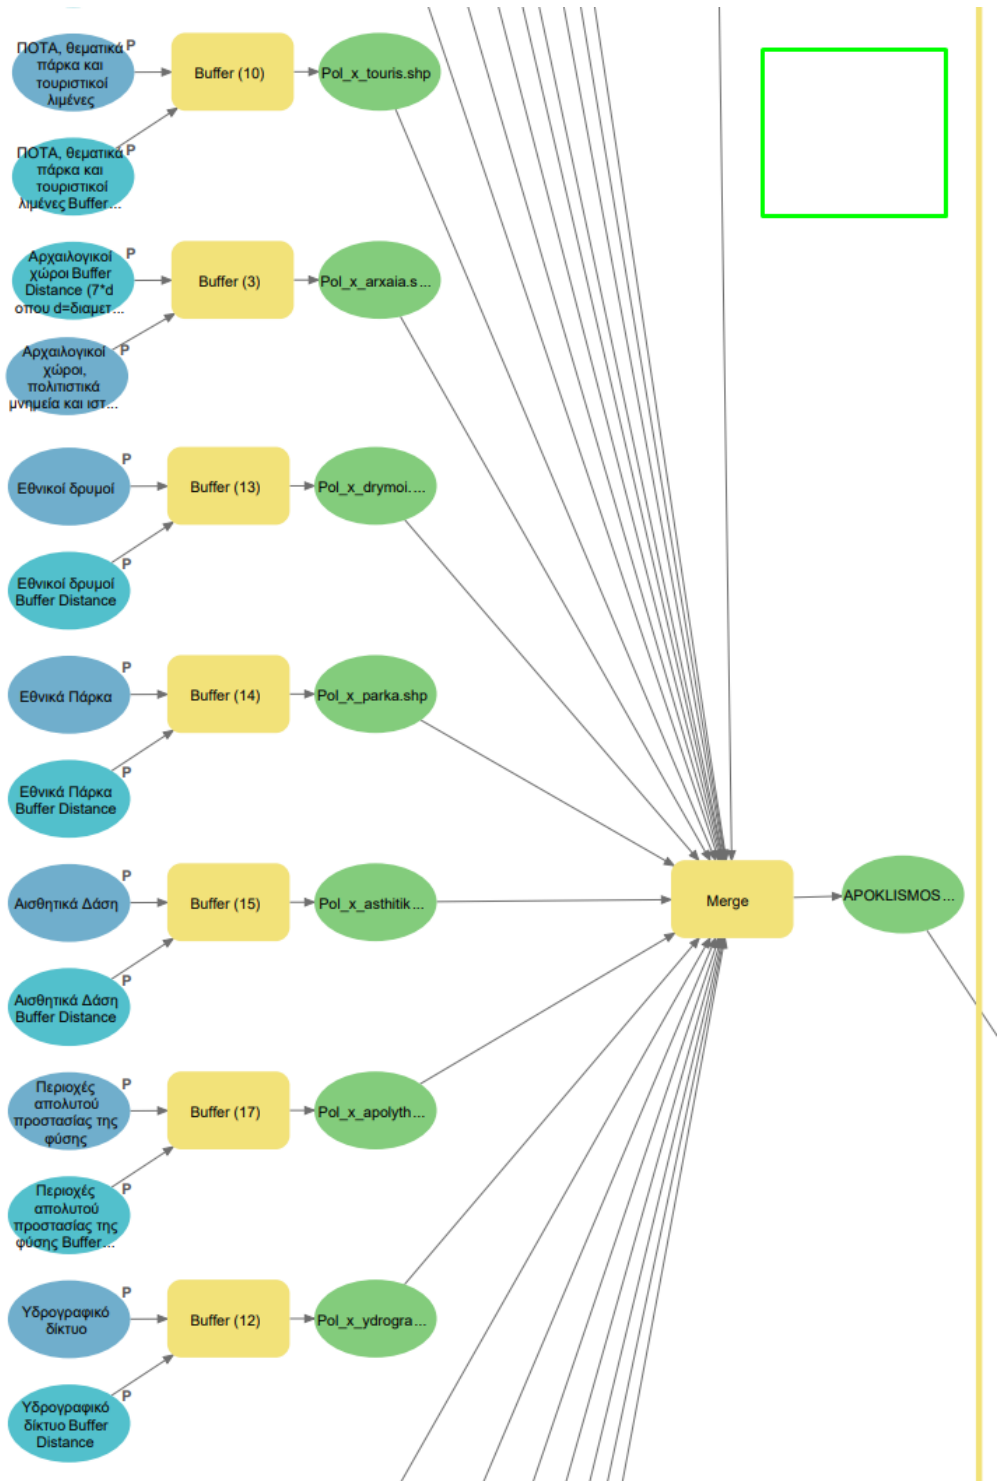 ΠΟΤΑ, θεματικά
πάρκα και
τουριστικοί
λιμένες
P
Buffer (10)
Pol_x_touris.shp
ΠΟΤΑ, θεματικά
πάρκα και
τουριστικοί
λιμένες Buffer...
P
Αρχαιλογικοί
χώροι Buffer
Distance (7*d
οπου d=διαμετ...
P
Buffer (3)
Pol_x_arxaia.s...
Αρχαιλογικοί
χώροι,
πολιτιστικά
μνημεία και ιστ...
P
Εθνικοί δρυμοί
P
Buffer (13)
Pol_x_drymoi....
Εθνικοί δρυμοί
Buffer Distance
P
Εθνικά Πάρκα
P
Buffer (14)
Pol_x_parka.shp
Εθνικά Πάρκα
Buffer Distance
P
Αισθητικά Δάση
P
Buffer (15)
Pol_x_asthitik...
Merge
APOKLISMOS...
Αισθητικά Δάση
Buffer Distance
P
Περιοχές
απολυτού
προστασίας της
φύσης
P
Buffer (17)
Pol_x_apolyth...
Περιοχές
απολυτού
προστασίας της
φύσης Buffer...
P
Υδρογραφικό
δίκτυο
P
Buffer (12)
Pol_x_ydrogra...
Υδρογραφικό
δίκτυο Buffer
Distance
P